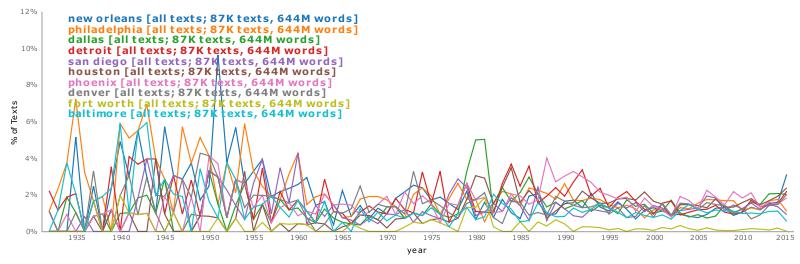 12%
new orleans [all texts; 87K texts, 644M words]
philadelphia [all texts; 87K texts, 644M words]
dallas [all texts; 87K texts, 644M words]
detroit [all texts; 87K texts, 644M words]
10%
san diego [all texts; 87K texts, 644M words]
houston [all texts; 87K texts, 644M words]
phoenix [all texts; 87K texts, 644M words]
8%
denver [all texts; 87K texts, 644M words]
fort worth [all texts; 87K texts, 644M words]
baltimore [all texts; 87K texts, 644M words]
6%
% of Texts
4%
2%
0%
1935 1940 1945 1950 1955 1960 1965 1970 1975 1980 1985 1990 1995 2000 2005 2010 2015
year